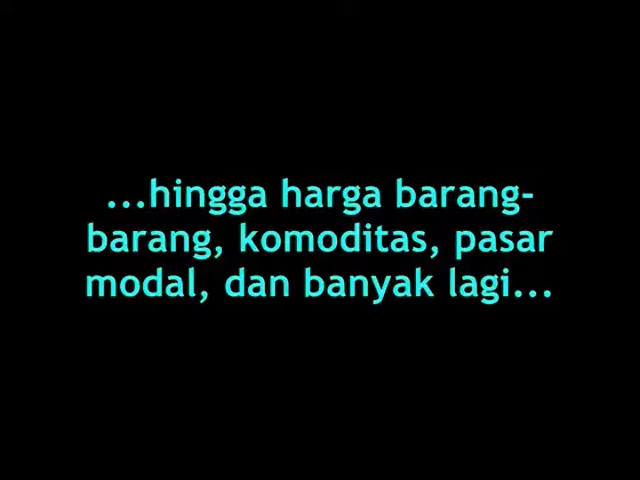 ...hingga harga barang-
barang, komoditas, pasar
modal, dan banyak lagi...